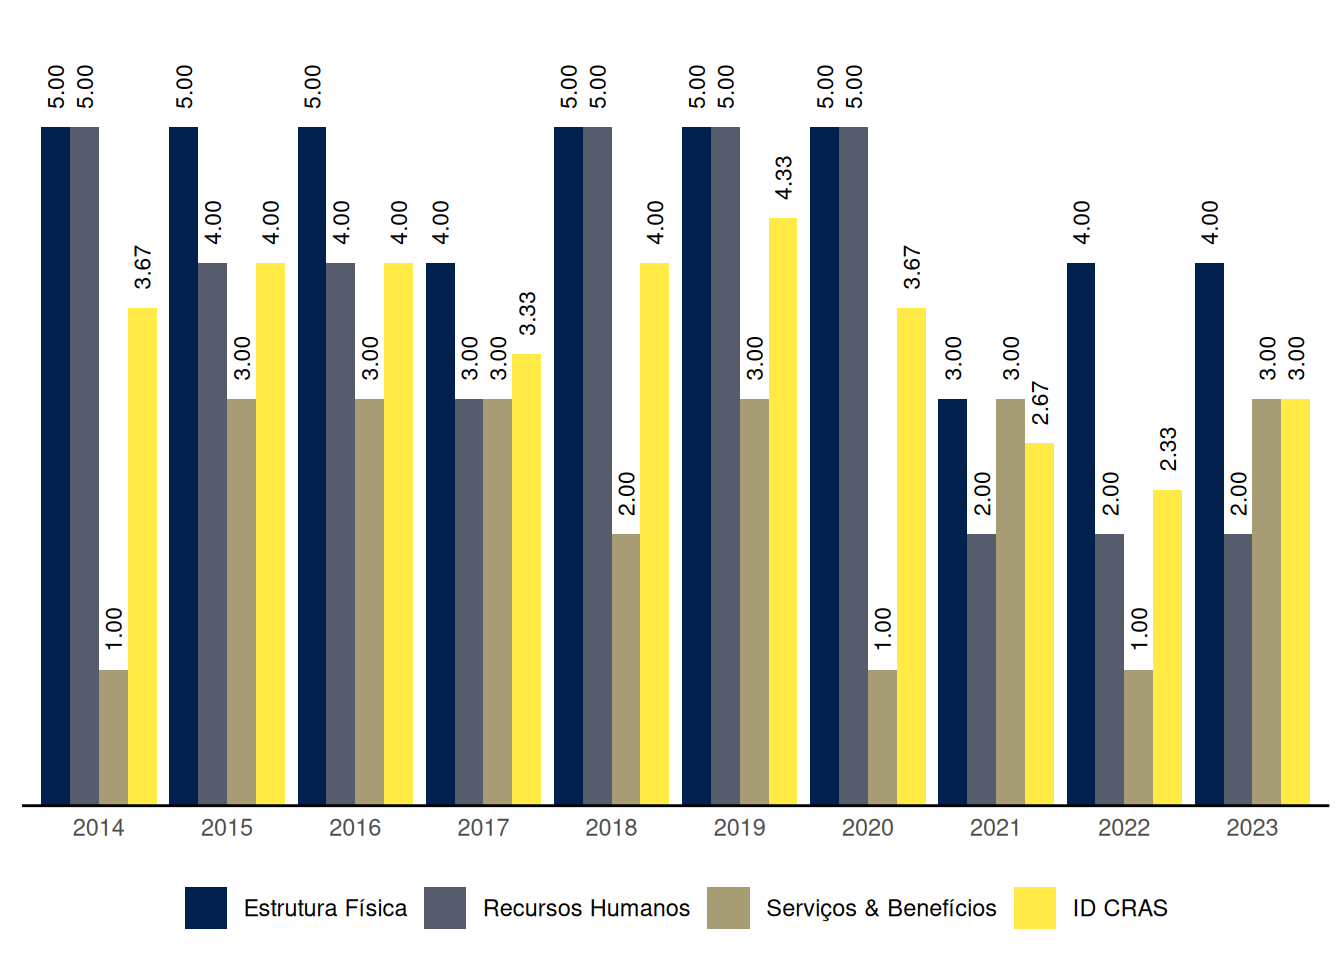 5.00 5.00 1.00 3.67
5.00 4.00 3.00 4.00
5.00 4.00 3.00 4.00
4.00 3.00 3.00 3.33
5.00 5.00 2.00 4.00
5.00 5.00 3.00 4.33
5.00 5.00 1.00 3.67
3.00 2.00 3.00 2.67
4.00 2.00 1.00 2.33
4.00 2.00 3.00 3.00
2014 2015 2016 2017 2018 2019 2020 2021 2022 2023
Estrutura Física Recursos Humanos Serviços & Benefícios ID CRAS